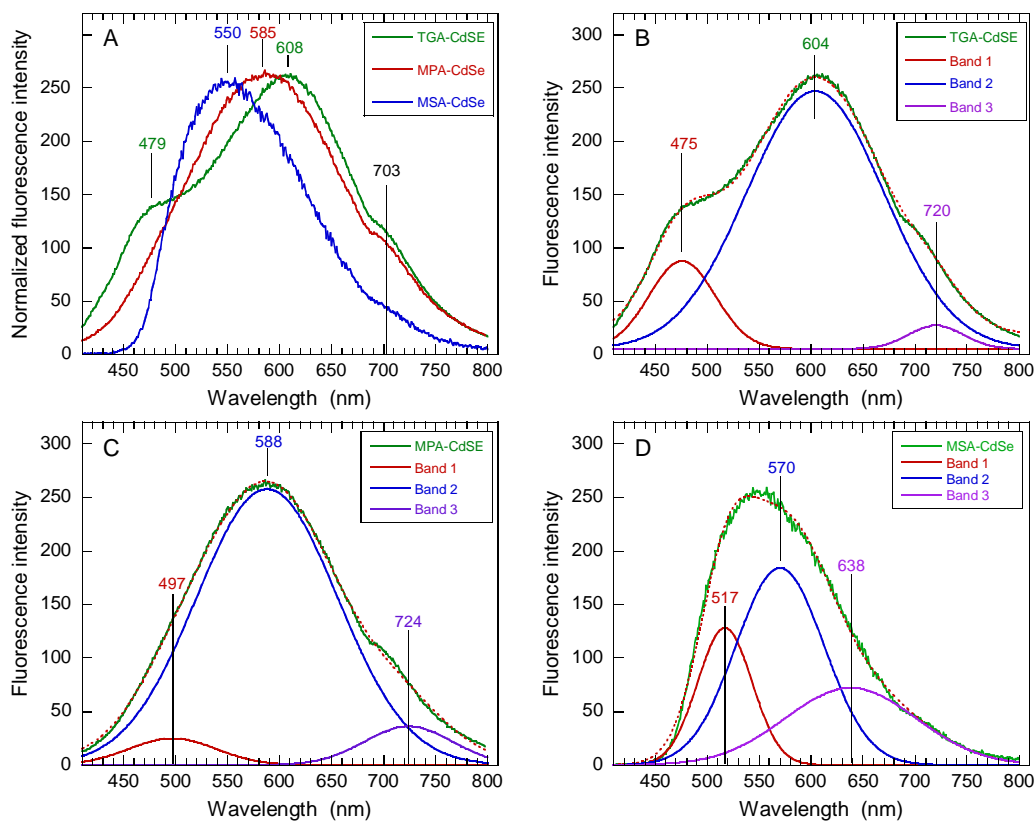 A
550
585
608
479
703
TGA-CdSE
MPA-CdSe
MSA-CdSe
Normalized fluorescence intensity
300
250
200
150
100
50
0
450 500 550 600 650 700 750 800
Wavelength (nm)
B
604
475
720
TGA-CdSE
Band 1
Band 2
Band 3
Fluorescence intensity
300
250
200
150
100
50
0
450 500 550 600 650 700 750 800
Wavelength (nm)
C
588
497
724
MPA-CdSE
Band 1
Band 2
Band 3
Fluorescence intensity
300
250
200
150
100
50
0
450 500 550 600 650 700 750 800
Wavelength (nm)
D
570
638
517
MSA-CdSe
Band 1
Band 2
Band 3
Fluorescence intensity
300
250
200
150
100
50
0
450 500 550 600 650 700 750 800
Wavelength (nm)